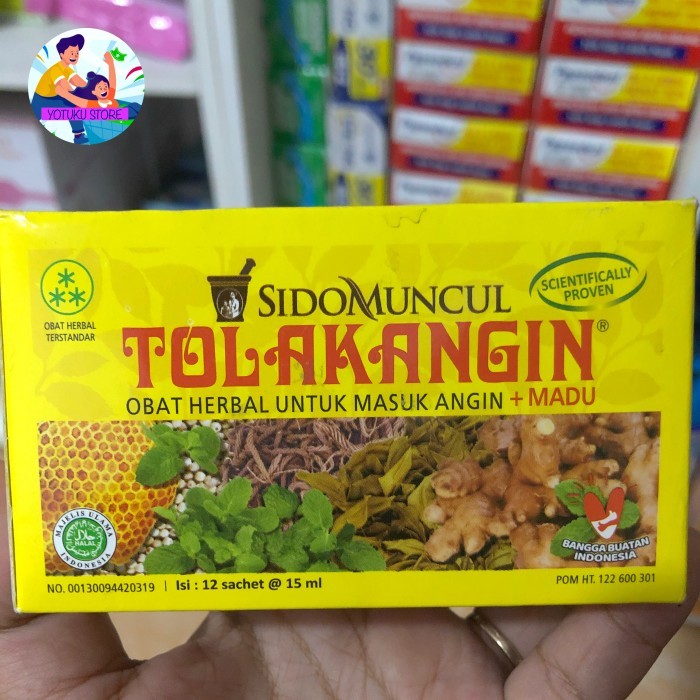 YOTUKU STORE
SIDOMUNCUL
SCIENTIFICALLY
PROVEN
OBAT HERBAL
TERSTANDAR
TOLAKANGIN®
OBAT HERBAL UNTUK MASUK ANGIN + MADU
MAJELIS ULAMA
HALAL
INDONESIA
BANGGA BUATAN
INDONESIA
NO. 00130094420319 | Isi : 12 sachet @ 15 ml
POM HT. 122 600 301